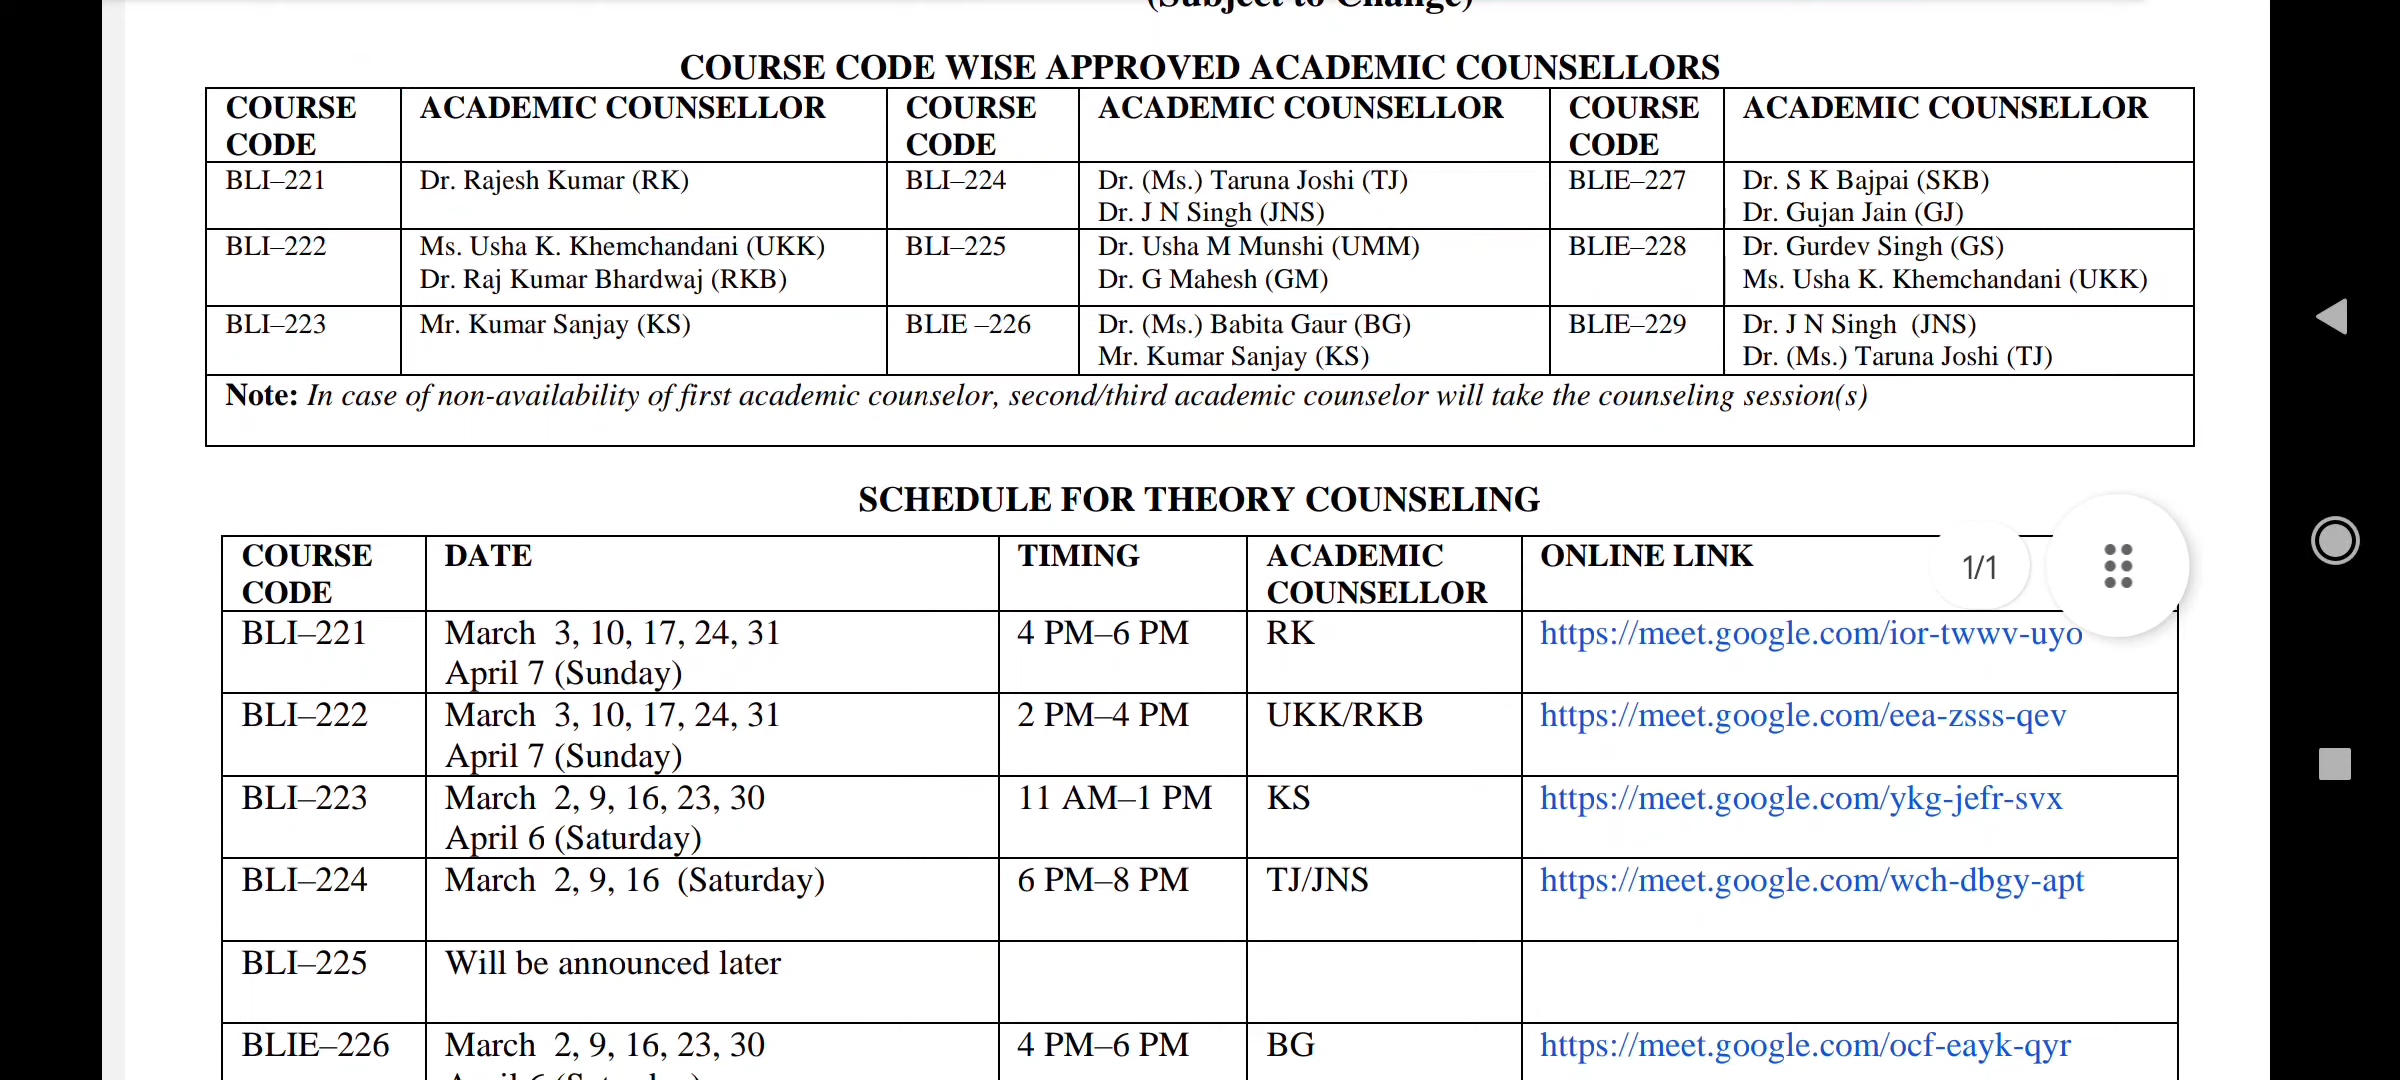 (Subject to Change)
COURSE CODE WISE APPROVED ACADEMIC COUNSELLORS
COURSE CODE ACADEMIC COUNSELLOR COURSE CODE ACADEMIC COUNSELLOR COURSE CODE ACADEMIC COUNSELLOR
BLI–221 Dr. Rajesh Kumar (RK) BLI–224 Dr. (Ms.) Taruna Joshi (TJ) BLIE–227 Dr. S K Bajpai (SKB)
Dr. J N Singh (JNS) Dr. Gujan Jain (GJ)
BLI–222 Ms. Usha K. Khemchandani (UKK) BLI–225 Dr. Usha M Munshi (UMM) BLIE–228 Dr. Gurdev Singh (GS)
Dr. Raj Kumar Bhardwaj (RKB) Dr. G Mahesh (GM) Ms. Usha K. Khemchandani (UKK)
BLI–223 Mr. Kumar Sanjay (KS) BLIE –226 Dr. (Ms.) Babita Gaur (BG) BLIE–229 Dr. J N Singh (JNS)
Mr. Kumar Sanjay (KS) Dr. (Ms.) Taruna Joshi (TJ)
Note: In case of non-availability of first academic counselor, second/third academic counselor will take the counseling session(s)
SCHEDULE FOR THEORY COUNSELING
COURSE CODE DATE TIMING ACADEMIC COUNSELLOR ONLINE LINK
1/1
BLI–221 March 3, 10, 17, 24, 31 4 PM–6 PM RK https://meet.google.com/ior-twwv-uyo
April 7 (Sunday)
BLI–222 March 3, 10, 17, 24, 31 2 PM–4 PM UKK/RKB https://meet.google.com/eea-zsss-qev
April 7 (Sunday)
BLI–223 March 2, 9, 16, 23, 30 11 AM–1 PM KS https://meet.google.com/ykg-jefr-svx
April 6 (Saturday)
BLI–224 March 2, 9, 16 (Saturday) 6 PM–8 PM TJ/JNS https://meet.google.com/wch-dbgy-apt
BLI–225 Will be announced later
BLIE–226 March 2, 9, 16, 23, 30 4 PM–6 PM BG https://meet.google.com/ocf-eayk-qyr